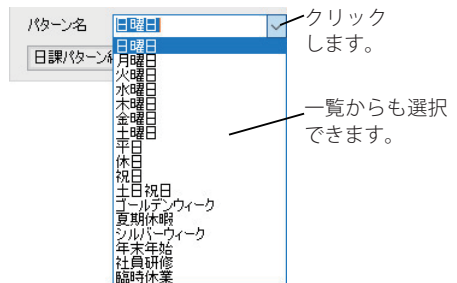 パターン名
日曜日
クリック
します。
日課パターン
日曜日
月曜日
火曜日
水曜日
木曜日
金曜日
土曜日
平日
休日
祝日
土日祝日
ゴールデンウィーク
夏期休暇
シルバーウィーク
年末年始
社員研修
臨時休業
一覧からも選択
できます。